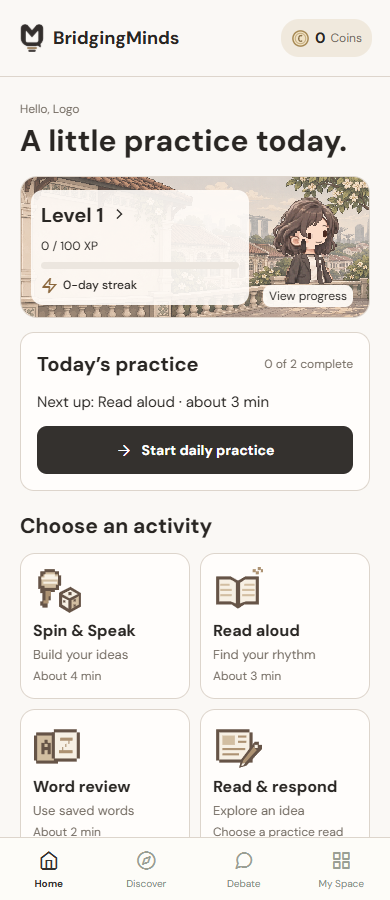 BridgingMinds
0 Coins
Hello, Logo
A little practice today.
Level 1
0 / 100 XP
0-day streak
View progress
Today’s practice
0 of 2 complete
Next up: Read aloud · about 3 min
Start daily practice
Choose an activity
Spin & Speak
Build your ideas
About 4 min
Read aloud
Find your rhythm
About 3 min
Word review
Use saved words
About 2 min
Read & respond
Explore an idea
Choose a practice read
Home
Discover
Debate
My Space